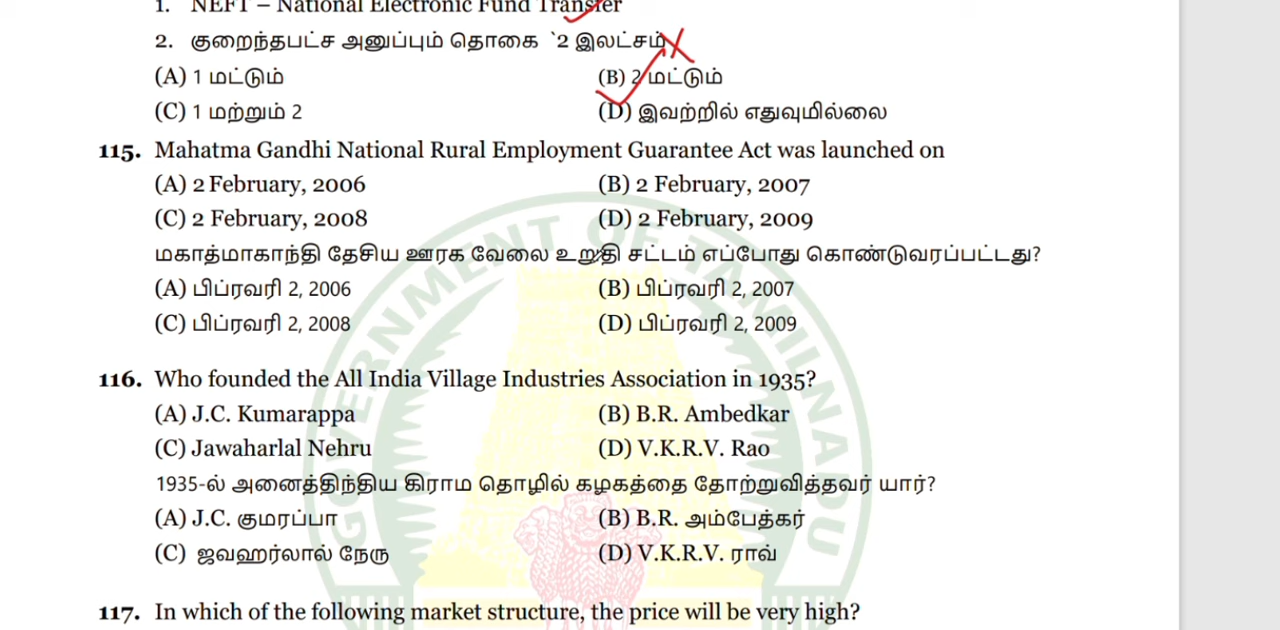 1. NEFT – National Electronic Fund Transfer
2. குறைந்தபட்ச அனுப்பும் தொகை `2 இலட்சம்
(A) 1 மட்டும் (B) 2 மட்டும்
(C) 1 மற்றும் 2 (D) இவற்றில் எதுவுமில்லை
115. Mahatma Gandhi National Rural Employment Guarantee Act was launched on
(A) 2 February, 2006 (B) 2 February, 2007
(C) 2 February, 2008 (D) 2 February, 2009
மகாத்மாகாந்தி தேசிய ஊரக வேலை உறுதி சட்டம் எப்போது கொண்டுவரப்பட்டது?
(A) பிப்ரவரி 2, 2006 (B) பிப்ரவரி 2, 2007
(C) பிப்ரவரி 2, 2008 (D) பிப்ரவரி 2, 2009
116. Who founded the All India Village Industries Association in 1935?
(A) J.C. Kumarappa (B) B.R. Ambedkar
(C) Jawaharlal Nehru (D) V.K.R.V. Rao
1935-ல் அனைத்திந்திய கிராம தொழில் கழகத்தை தோற்றுவித்தவர் யார்?
(A) J.C. குமரப்பா (B) B.R. அம்பேத்கர்
(C) ஜவஹர்லால் நேரு (D) V.K.R.V. ராவ்
117. In which of the following market structure, the price will be very high?
GOVERNMENT OF TAMILNADU